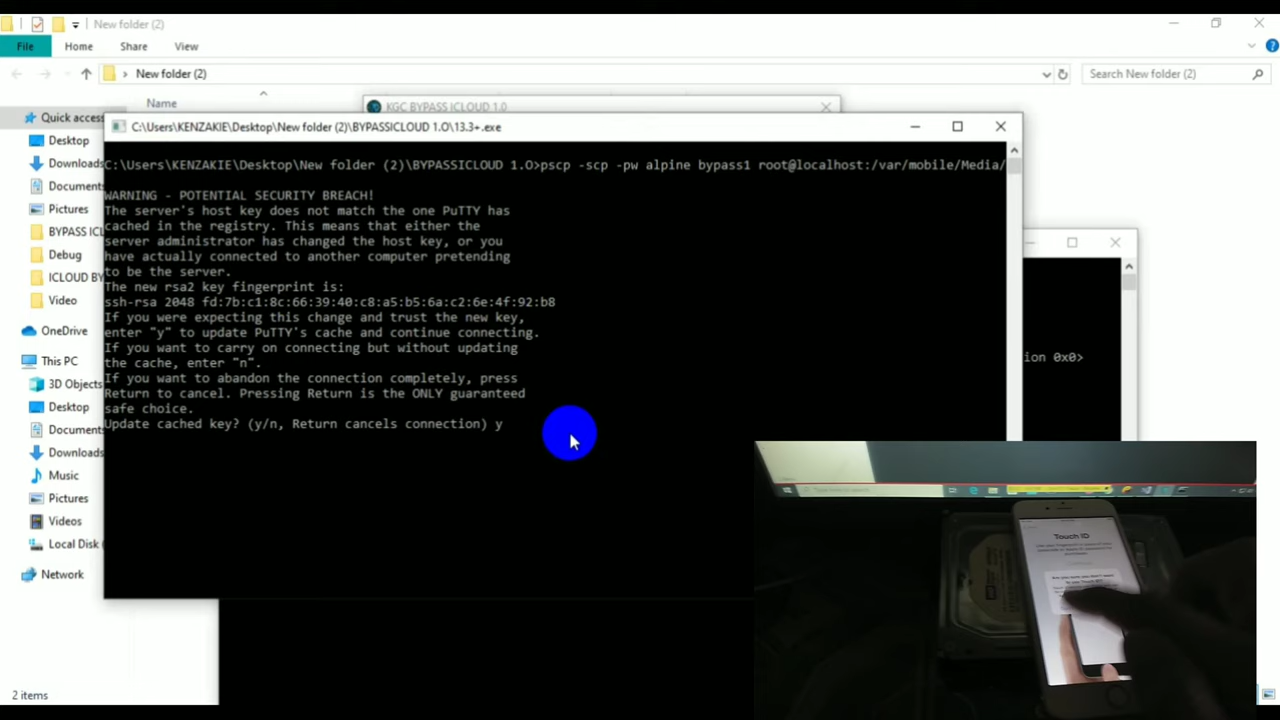 New folder (2)
File
Home
Share
View
New folder (2)
Search New folder (2)
Name
Quick access
Desktop
Downloads
Documents
Pictures
BYPASS ICL
Debug
ICLOUD BY
Video
OneDrive
This PC
3D Objects
Desktop
Documents
Downloads
Music
Pictures
Videos
Local Disk (
Network
2 items
KGC BYPASS ICLOUD 1.0
C:\Users\KENZAKIE\Desktop\New folder (2)\BYPASSICLOUD 1.O\13.3+.exe
C:\Users\KENZAKIE\Desktop\New folder (2)\BYPASSICLOUD 1.O>pscp -scp -pw alpine bypass1 root@localhost:/var/mobile/Media/
WARNING - POTENTIAL SECURITY BREACH!
The server's host key does not match the one PuTTY has
cached in the registry. This means that either the
server administrator has changed the host key, or you
have actually connected to another computer pretending
to be the server.
The new rsa2 key fingerprint is:
ssh-rsa 2048 fd:7b:c1:8c:66:39:40:c8:a5:b5:6a:c2:6e:4f:92:b8
If you were expecting this change and trust the new key,
enter "y" to update PuTTY's cache and continue connecting.
If you want to carry on connecting but without updating
the cache, enter "n".
If you want to abandon the connection completely, press
Return to cancel. Pressing Return is the ONLY guaranteed
safe choice.
Update cached key? (y/n, Return cancels connection) y
ion 0x0>
Touch ID